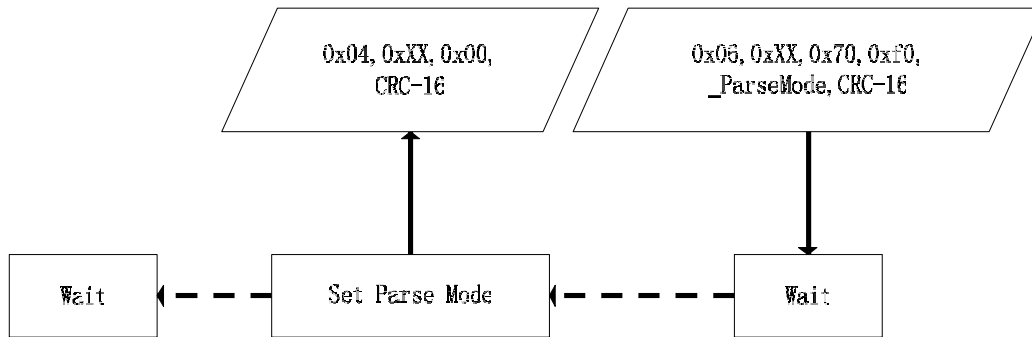 0x04, 0xXX, 0x00,
CRC-16
0x06, 0xXX, 0x70, 0xf0,
_ParseMode, CRC-16
Wait
Set Parse Mode
Wait